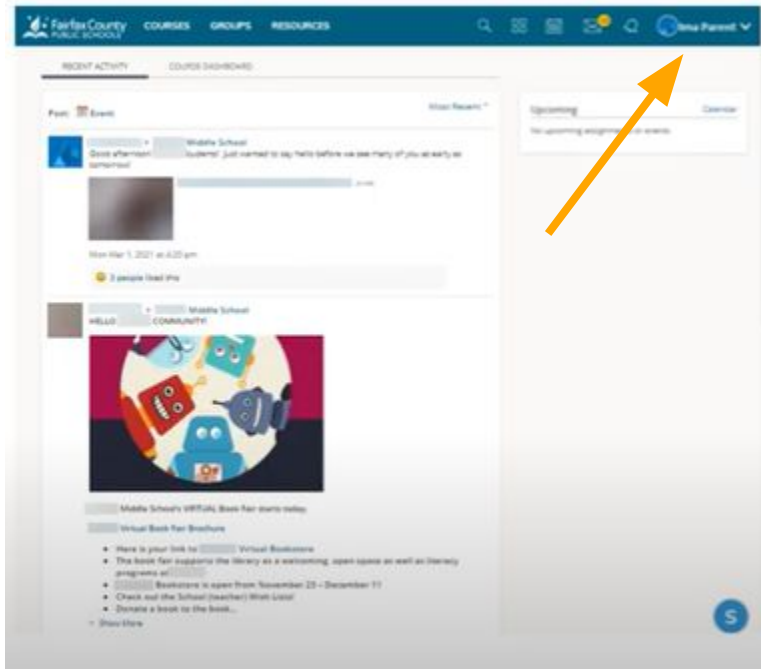 Fairfax County
PUBLIC SCHOOLS
COURSES GROUPS RESOURCES
Ima Parent
RECENT ACTIVITY COURSE DASHBOARD
Post: Event
Most Recent
Upcoming Calendar
No upcoming assignments or events.
Middle School
Good afternoon students! Just wanted to say hello before we see many of you as early as
tomorrow!
Mon Mar 1, 2021 at 4:20 pm
3 people liked this
Middle School
HELLO COMMUNITY!
Middle School's VIRTUAL Book Fair starts today.
Virtual Book Fair Brochure
• Here is your link to Virtual Bookstore
• The book fair supports the library as a welcoming, open space as well as literacy
programs at
• Bookstore is open from November 23 – December 11
• Check out the School (teacher) Wish Lists!
• Donate a book to the book...
Show More
S